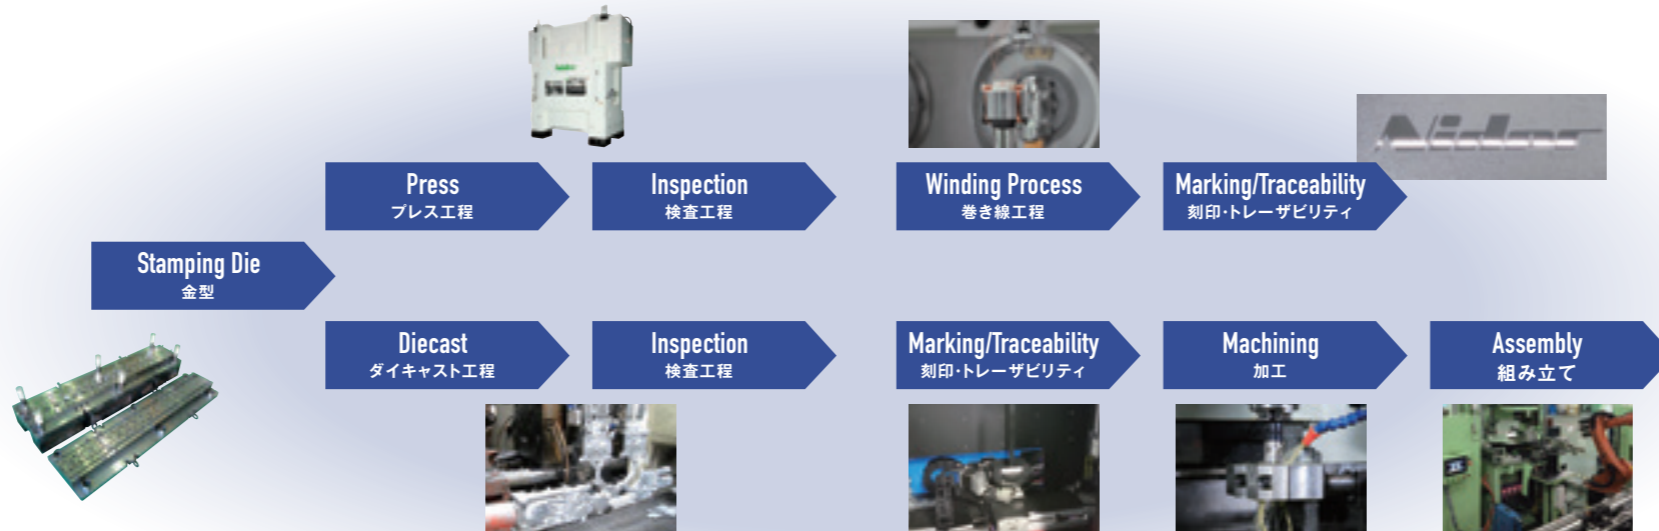 Press
プレス工程
Inspection
検査工程
Winding Process
巻き線工程
Marking/Traceability
刻印・トレーザビリティ
Stamping Die
金型
Diecast
ダイキャスト工程
Inspection
検査工程
Marking/Traceability
刻印・トレーザビリティ
Machining
加工
Assembly
組み立て